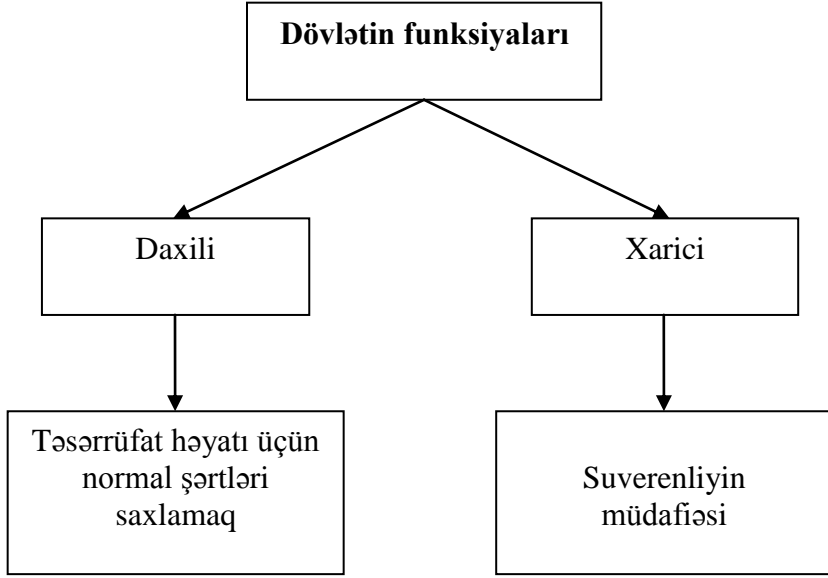 Dövlətin funksiyaları
Daxili
Xarici
Təsərrüfat həyatı üçün
normal şərtləri
saxlamaq
Suverenliyin
müdafiəsi